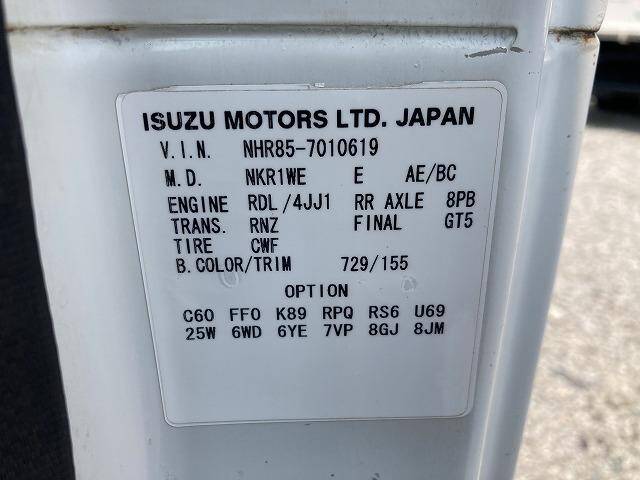 ISUZU MOTORS LTD. JAPAN
V.I.N. NHR85-7010619
M.D. NKR1WE E AE/BC
ENGINE RDL/4JJ1 RR AXLE 8PB
TRANS. RNZ FINAL GT5
TIRE CWF
B.COLOR/TRIM 729/155
OPTION
C60 FF0 K89 RPQ RS6 U69
25W 6WD 6YE 7VP 8GJ 8JM